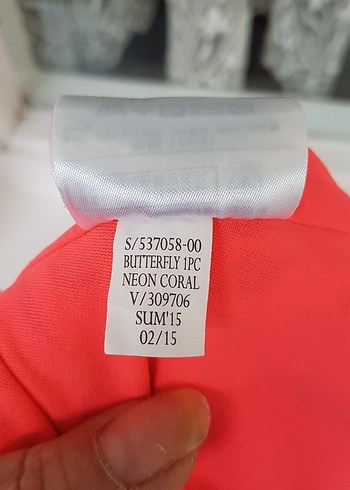 S/537058-00
BUTTERFLY 1PC
NEON CORAL
V/309706
SUM'15
02/15